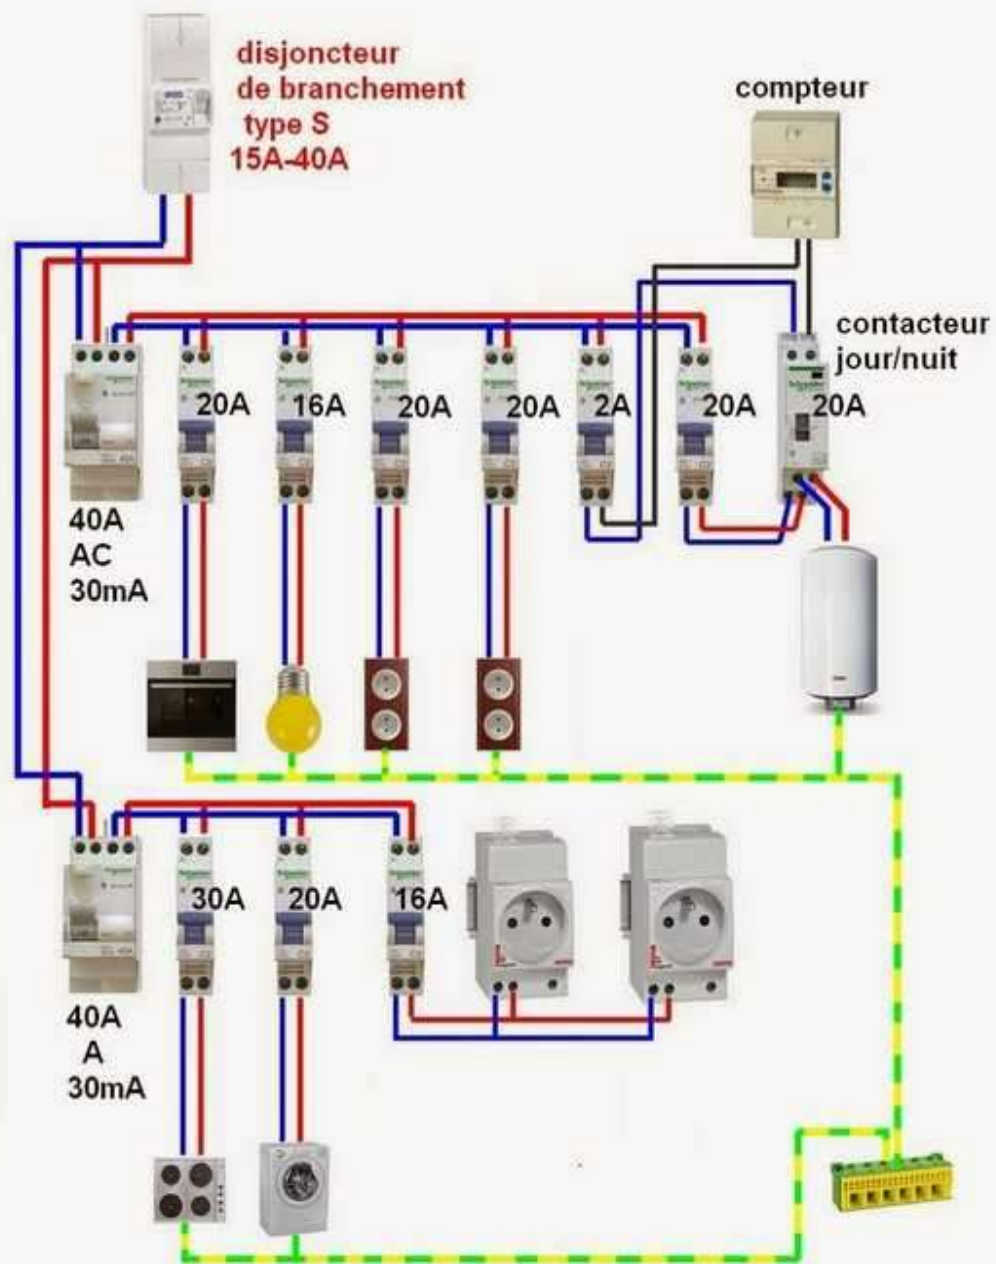 disjoncteur
de branchement
type S
15A-40A
compteur
contacteur
jour/nuit
20A
16A
20A
20A
2A
20A
20A
40A
AC
30mA
30A
20A
16A
40A
A
30mA